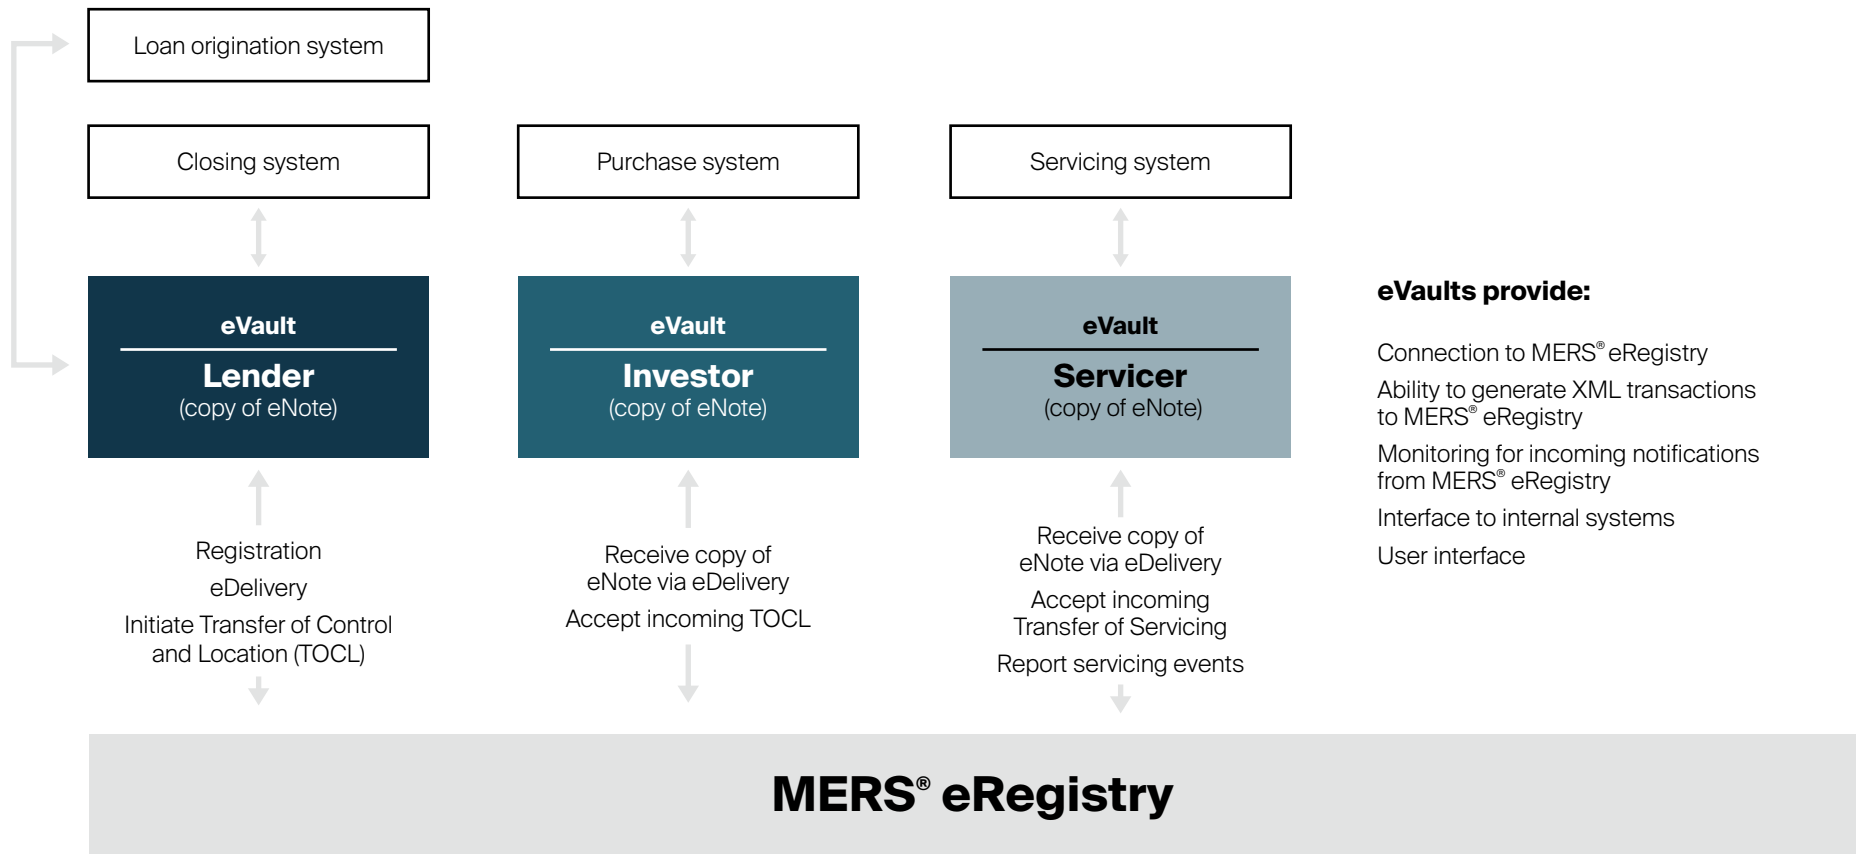 Loan origination system
Closing system
Purchase system
Servicing system
eVault
Lender
(copy of eNote)
eVault
Investor
(copy of eNote)
eVault
Servicer
(copy of eNote)
Registration
eDelivery
Initiate Transfer of Control
and Location (TOCL)
Receive copy of
eNote via eDelivery
Accept incoming TOCL
Receive copy of
eNote via eDelivery
Accept incoming
Transfer of Servicing
Report servicing events
eVaults provide:
Connection to MERS® eRegistry
Ability to generate XML transactions
to MERS® eRegistry
Monitoring for incoming notifications
from MERS® eRegistry
Interface to internal systems
User interface
MERS® eRegistry